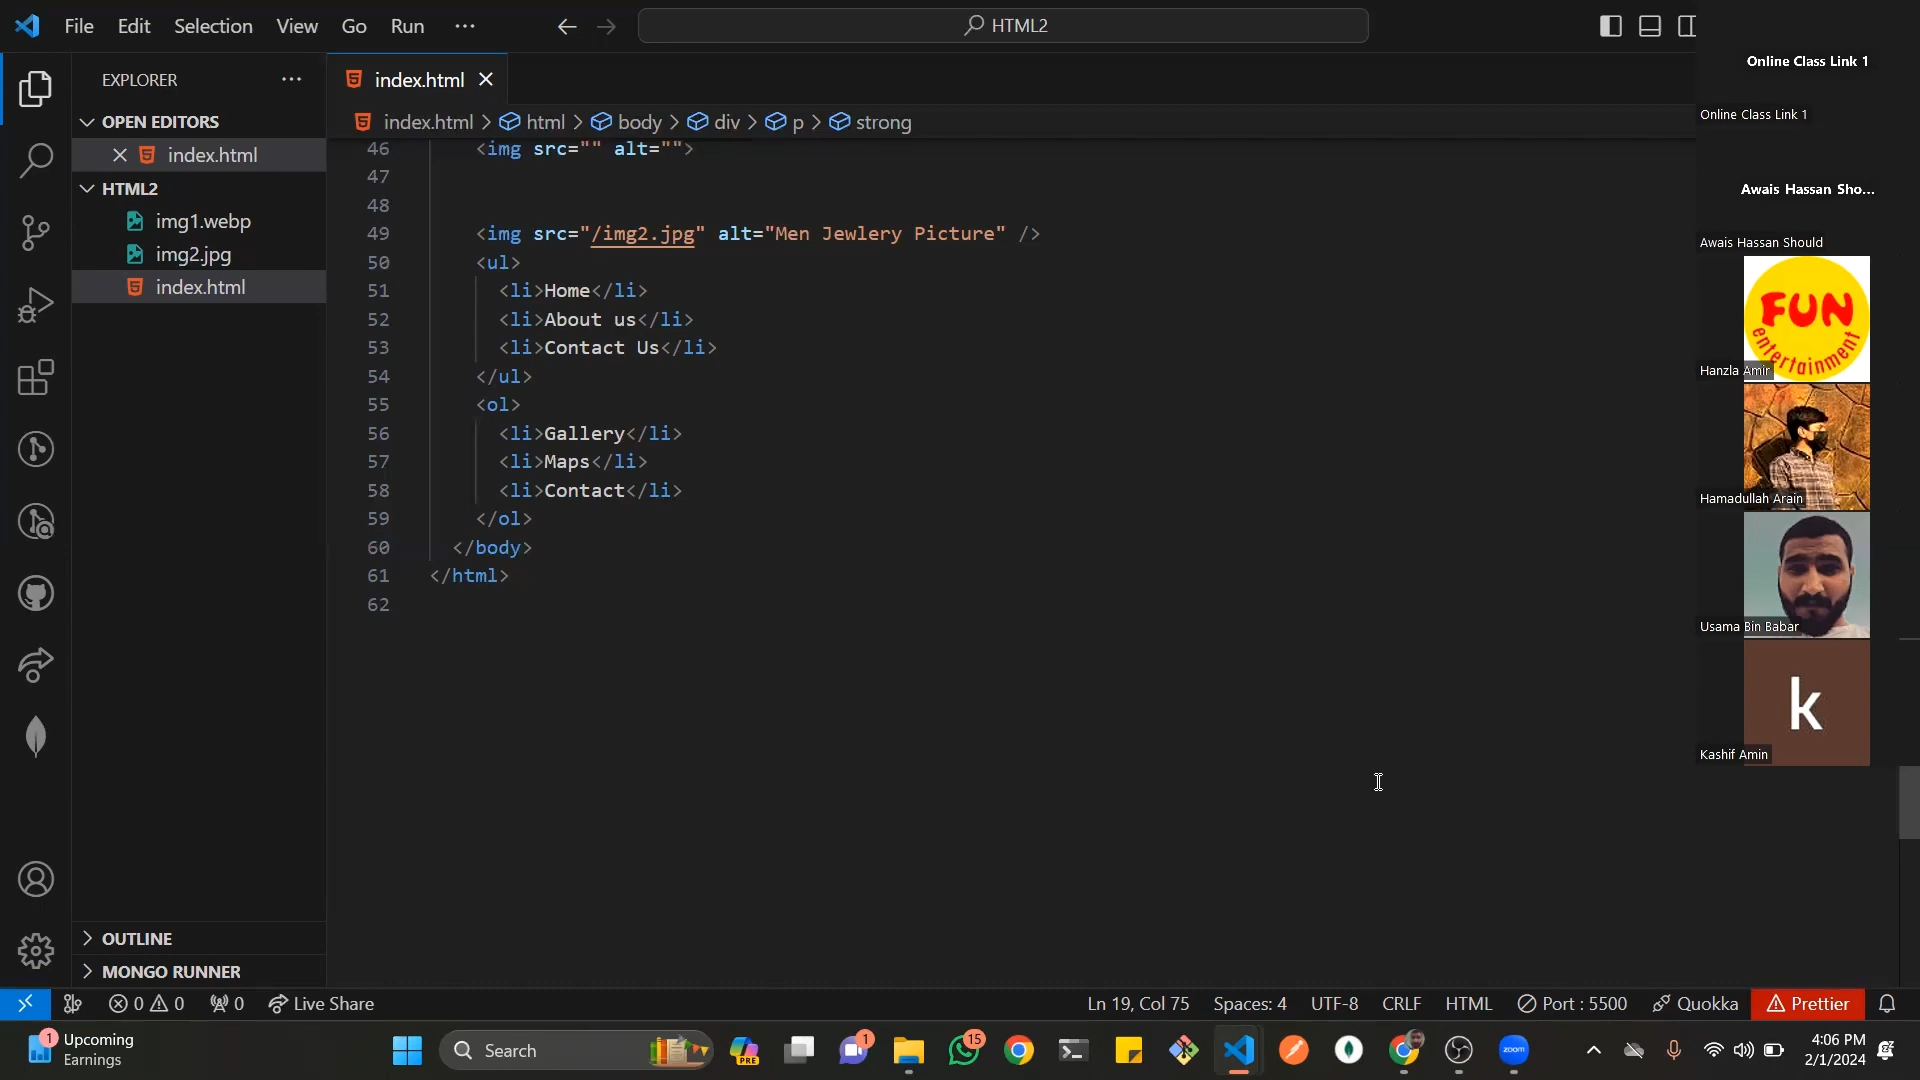 File Edit Selection View Go Run ···
HTML2
EXPLORER ···
OPEN EDITORS
index.html
HTML2
img1.webp
img2.jpg
index.html
OUTLINE
MONGO RUNNER
index.html
index.html > html > body > div > p > strong
46 <img src="" alt="">
47
48
49 <img src="/img2.jpg" alt="Men Jewlery Picture" />
50 <ul>
51 <li>Home</li>
52 <li>About us</li>
53 <li>Contact Us</li>
54 </ul>
55 <ol>
56 <li>Gallery</li>
57 <li>Maps</li>
58 <li>Contact</li>
59 </ol>
60 </body>
61 </html>
62
Online Class Link 1
Online Class Link 1
Awais Hassan Sho...
Awais Hassan Should
FUN
entertainment
Hanzla Amir
Hamadullah Arain
Usama Bin Babar
k
Kashif Amin
0 0 0 Live Share Ln 19, Col 75 Spaces: 4 UTF-8 CRLF HTML Port : 5500 Quokka Prettier
1 Upcoming
Earnings
Search
PRE
1
15
zoom
4:06 PM
2/1/2024